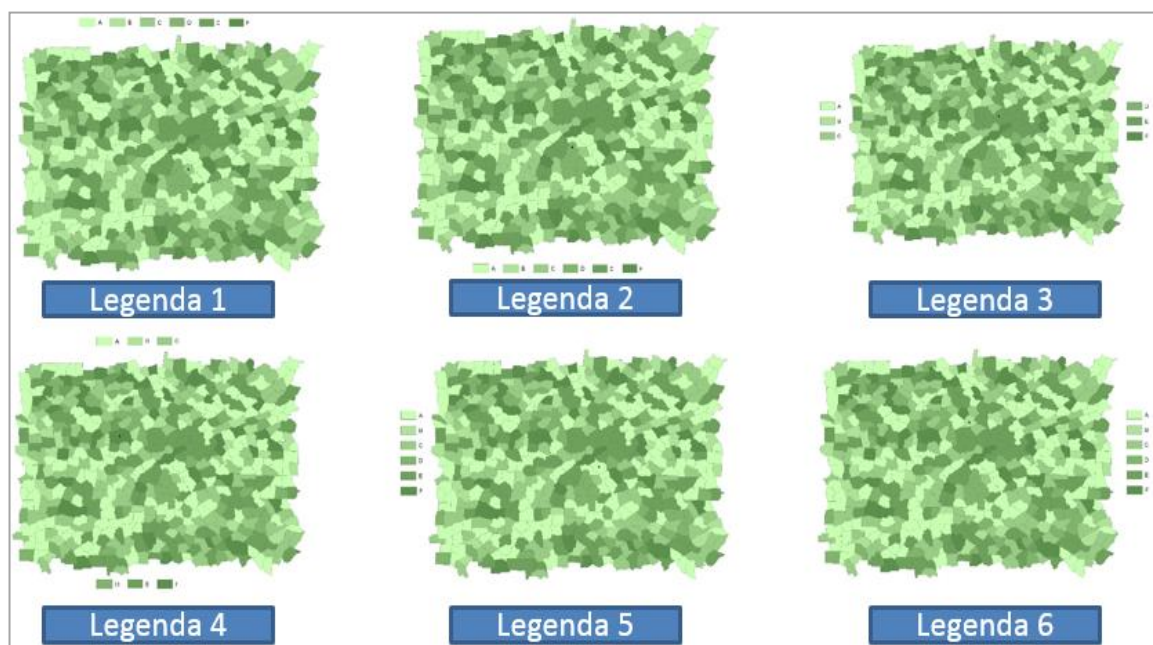 A B C D E F
A
D
B
E
C
F
A B C D E F
Legenda 1
Legenda 2
Legenda 3
A B C
A
A
B
B
C
C
D
D
E
E
F
F
D E F
Legenda 4
Legenda 5
Legenda 6